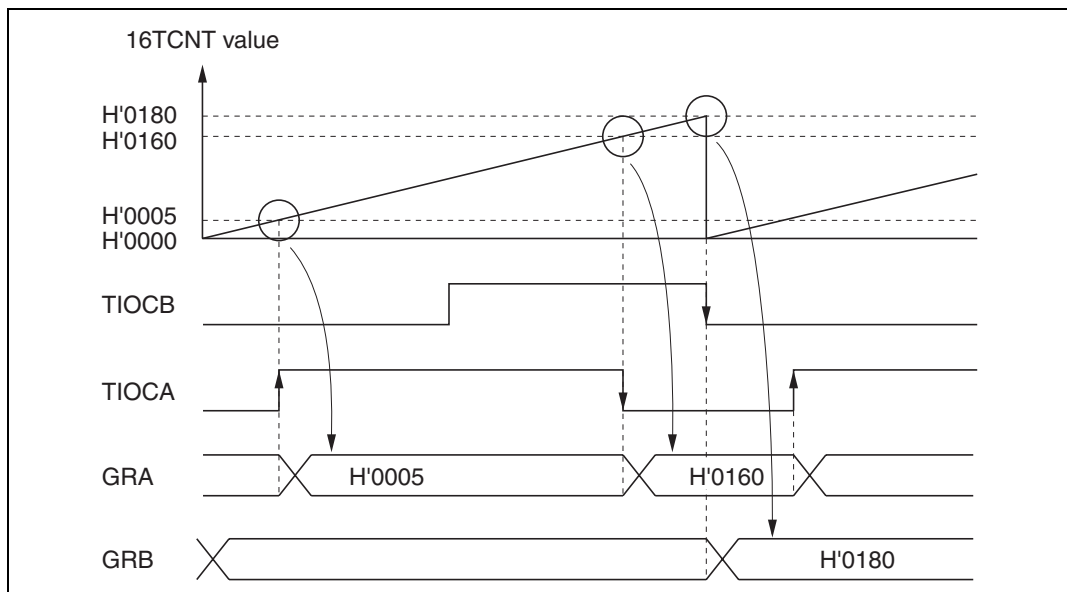 16TCNT value
H'0180
H'0160
H'0005
H'0000
TIOCB
TIOCA
GRA H'0005 H'0160
GRB H'0180